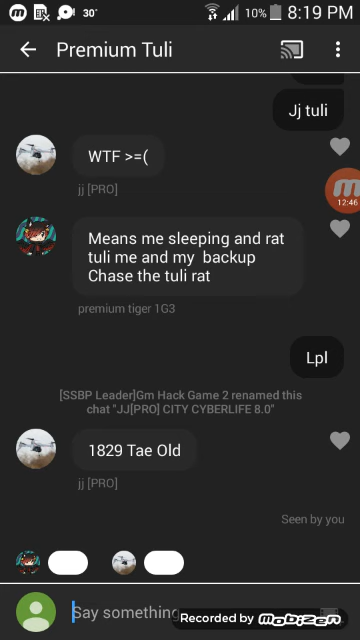 30°
10%
8:19 PM
Premium Tuli
Jj tuli
WTF >=(
jj [PRO]
12:46
Means me sleeping and rat
tuli me and my backup
Chase the tuli rat
premium tiger 1G3
Lpl
[SSBP Leader]Gm Hack Game 2 renamed this
chat "JJ[PRO] CITY CYBERLIFE 8.0"
1829 Tae Old
jj [PRO]
Seen by you
Say something
Recorded by Mobizen